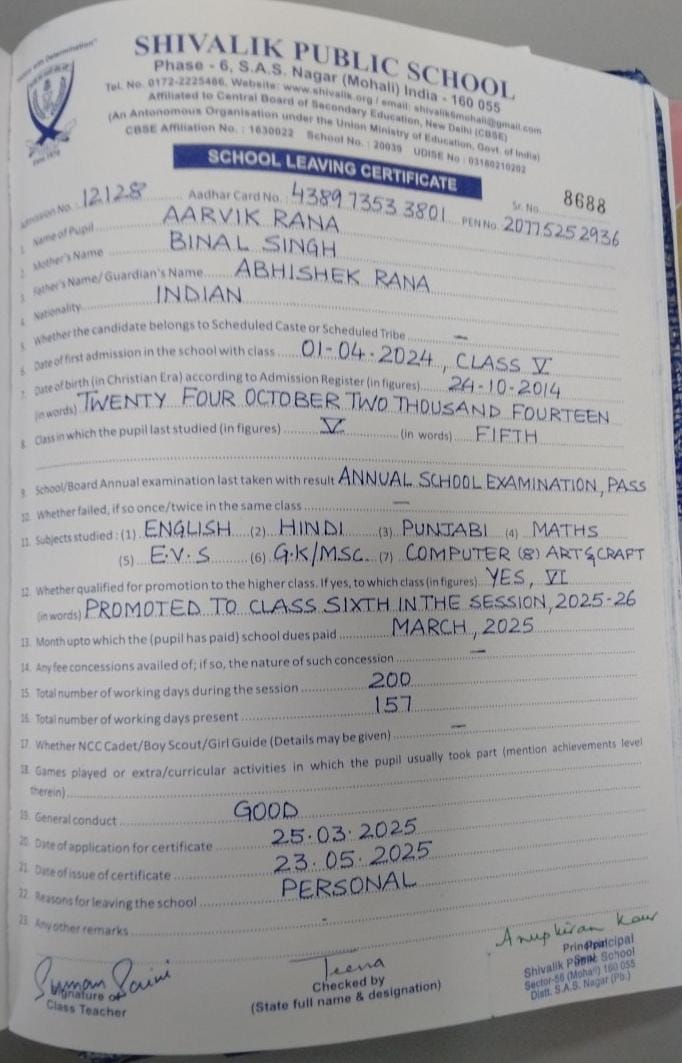 SHIVALIK PUBLIC SCHOOL
Phase - 6, S.A.S. Nagar (Mohali) India - 160 055
Tel. No. 0172-2225486, Website: www.shivalik.org / email: shivalik6mohali@gmail.com
Affiliated to Central Board of Secondary Education, New Delhi (CBSE)
(An Antonomous Organisation under the Union Ministry of Education, Govt. of India)
CBSE Affiliation No. : 1630022 School No. : 20039 UDISE No : 03160210202
SCHOOL LEAVING CERTIFICATE
Sr. No. 8688
Admission No. : 12128 Aadhar Card No. 4389 7353 3801 PEN No. 20775252936
1. Name of Pupil AARVIK RANA
2. Mother's Name BINAL SINGH
3. Father's Name/ Guardian's Name ABHISHEK RANA
4. Nationality INDIAN
5. Whether the candidate belongs to Scheduled Caste or Scheduled Tribe —
6. Date of first admission in the school with class 01-04-2024, CLASS V
7. Date of birth (in Christian Era) according to Admission Register (in figures) 24-10-2014
(in words) TWENTY FOUR OCTOBER TWO THOUSAND FOURTEEN
8. Class in which the pupil last studied (in figures) V (in words) FIFTH
9. School/Board Annual examination last taken with result ANNUAL SCHOOL EXAMINATION, PASS
10. Whether failed, if so once/twice in the same class —
11. Subjects studied : (1) ENGLISH (2) HINDI (3) PUNJABI (4) MATHS
(5) E.V.S (6) G.K/MSC. (7) COMPUTER (8) ART & CRAFT
12. Whether qualified for promotion to the higher class. If yes, to which class (in figures) YES, VI
(in words) PROMOTED TO CLASS SIXTH IN THE SESSION, 2025-26
13. Month upto which the (pupil has paid) school dues paid MARCH, 2025
14. Any fee concessions availed of; if so, the nature of such concession —
15. Total number of working days during the session 200
16. Total number of working days present 157
17. Whether NCC Cadet/Boy Scout/Girl Guide (Details may be given) —
18. Games played or extra/curricular activities in which the pupil usually took part (mention achievements level
therein)
19. General conduct GOOD
20. Date of application for certificate 25.03.2025
21. Date of issue of certificate 23.05.2025
22. Reasons for leaving the school PERSONAL
23. Any other remarks -
Suman Saini
Signature of
Class Teacher
Teena
Checked by
(State full name & designation)
Anupkiran Kaur
Principal
Shivalik Public School
Sector-56 (Mohali) 160 055
Distt. S.A.S. Nagar (Pb.)